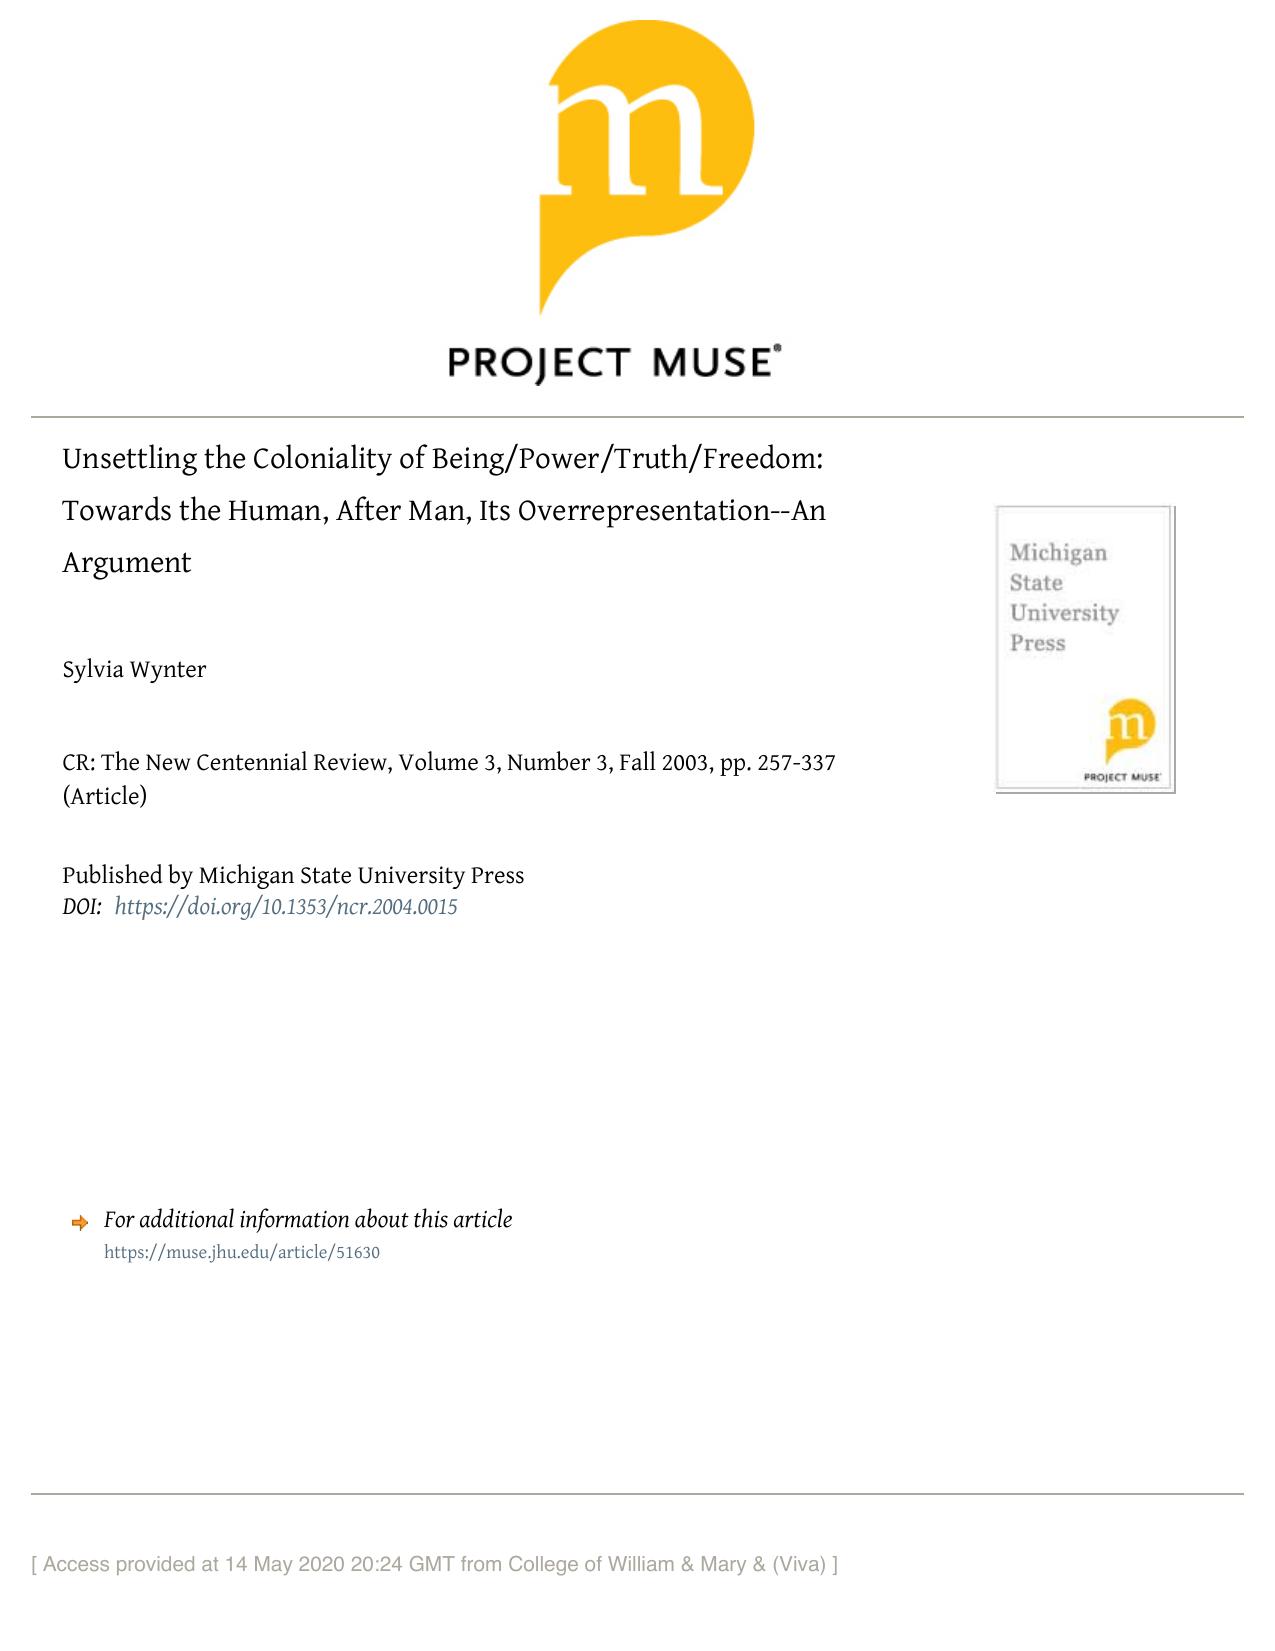 m
PROJECT MUSE®
Unsettling the Coloniality of Being/Power/Truth/Freedom:
Towards the Human, After Man, Its Overrepresentation--An
Argument
Michigan
State
University
Press
m
PROJECT MUSE®
Sylvia Wynter
CR: The New Centennial Review, Volume 3, Number 3, Fall 2003, pp. 257-337
(Article)
Published by Michigan State University Press
DOI: https://doi.org/10.1353/ncr.2004.0015
For additional information about this article
https://muse.jhu.edu/article/51630
[ Access provided at 14 May 2020 20:24 GMT from College of William & Mary & (Viva) ]